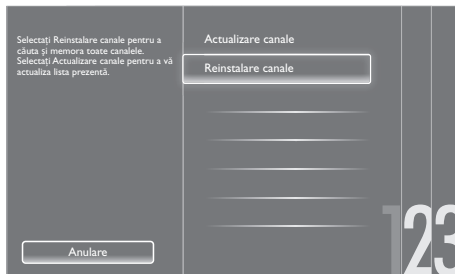 Selectați Reinstalare canale pentru a
căuta și memora toate canalele.
Selectați Actualizare canale pentru a vă
actualiza lista prezentă.
Actualizare canale
Reinstalare canale
Anulare
123